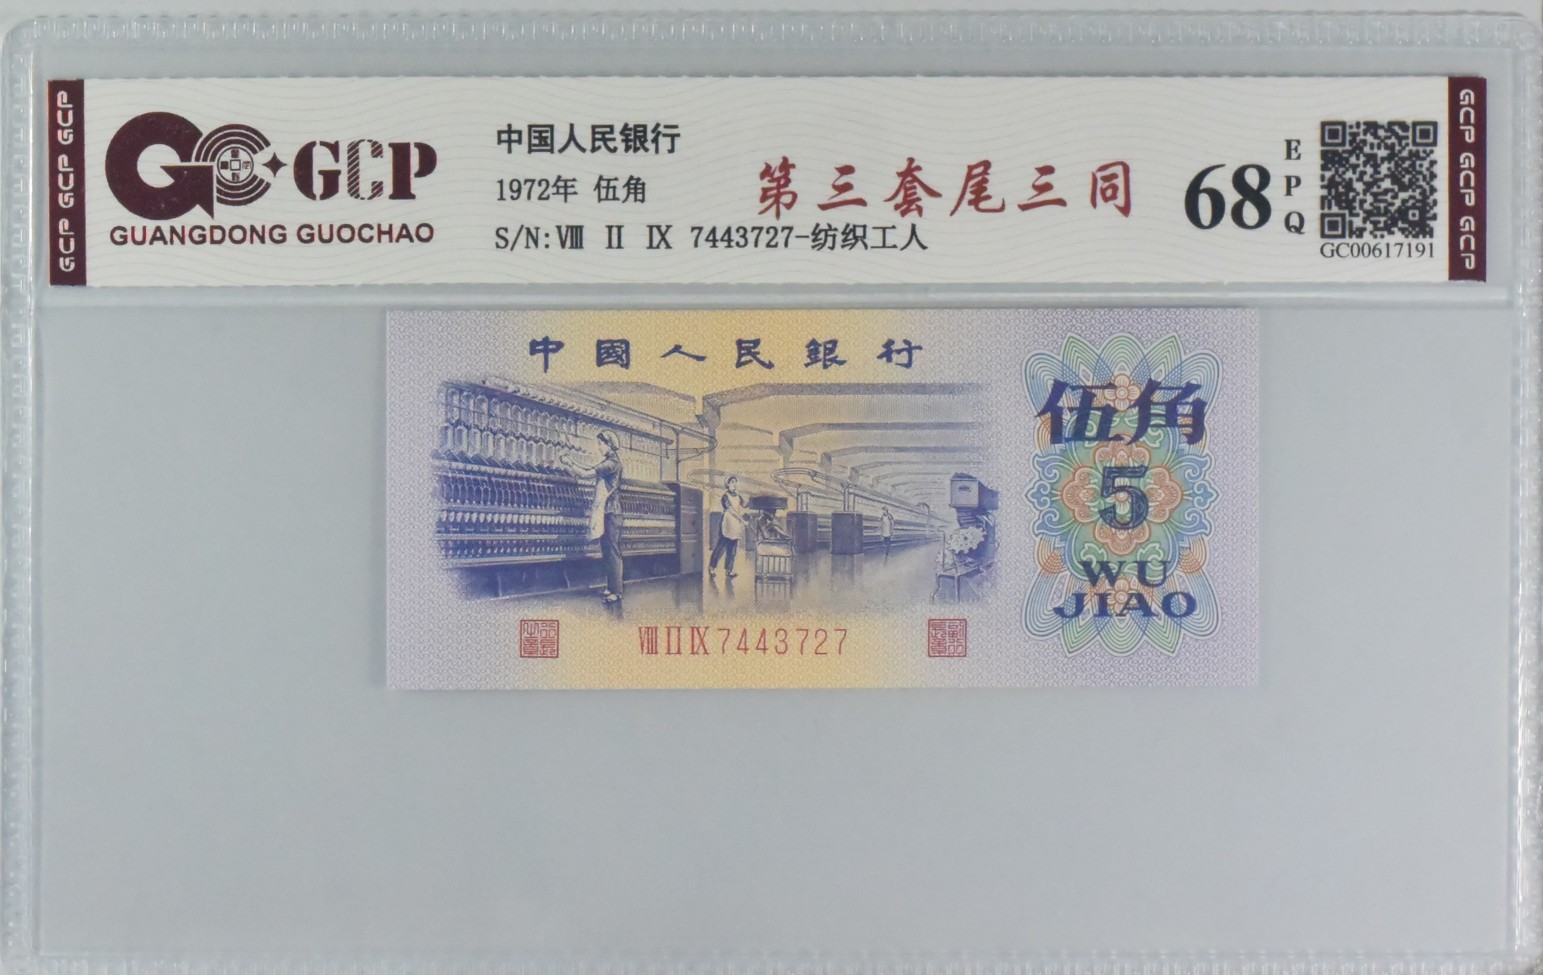 GCP GCP GCP
GCP
GUANGDONG GUOCHAO
中国人民银行
1972年 伍角
S/N:Ⅷ Ⅱ Ⅸ 7443727-纺织工人
第三套尾三同
68
EPQ
GC00617191
GCP GCP GCP
中國人民銀行
伍角
5
WU
JIAO
ⅧⅡⅨ7443727